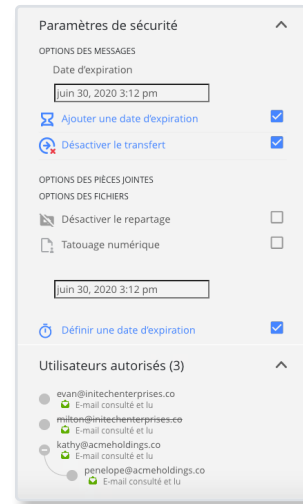 Paramètres de sécurité
OPTIONS DES MESSAGES
Date d'expiration
juin 30, 2020 3:12 pm
Ajouter une date d'expiration
Désactiver le transfert
OPTIONS DES PIÈCES JOINTES
OPTIONS DES FICHIERS
Désactiver le repartage
Tatouage numérique
juin 30, 2020 3:12 pm
Définir une date d'expiration
Utilisateurs autorisés (3)
evan@initechenterprises.co
E-mail consulté et lu
milton@initechenterprises.co
E-mail consulté et lu
kathy@acmeholdings.co
E-mail consulté et lu
penelope@acmeholdings.co
E-mail consulté et lu